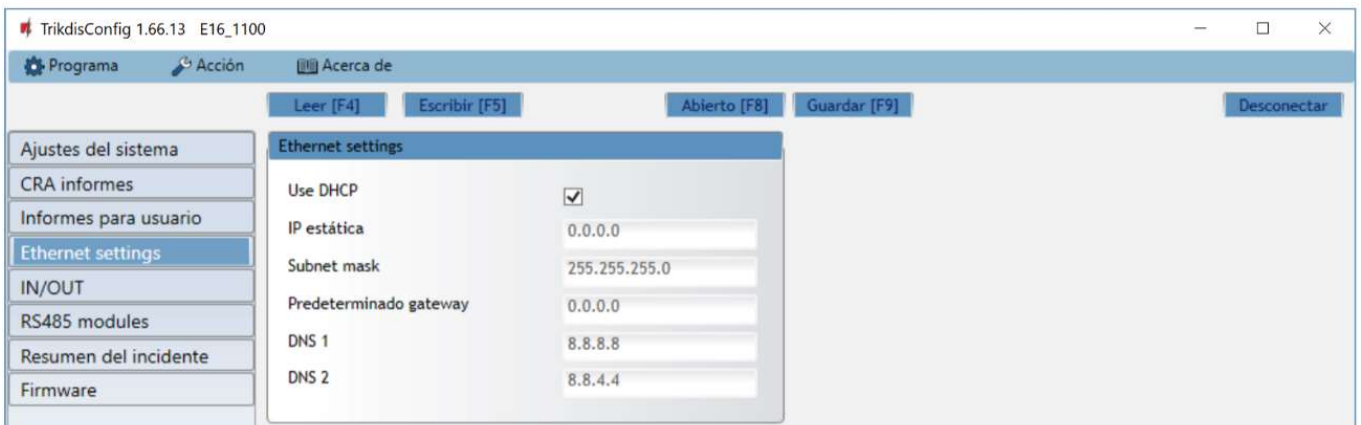 TrikdisConfig 1.66.13 E16_1100
Programa Acción Acerca de
Leer [F4] Escribir [F5] Abierto [F8] Guardar [F9] Desconectar
Ajustes del sistema
CRA informes
Informes para usuario
Ethernet settings
IN/OUT
RS485 modules
Resumen del incidente
Firmware
Ethernet settings
Use DHCP
IP estática 0.0.0.0
Subnet mask 255.255.255.0
Predeterminado gateway 0.0.0.0
DNS 1 8.8.8.8
DNS 2 8.8.4.4